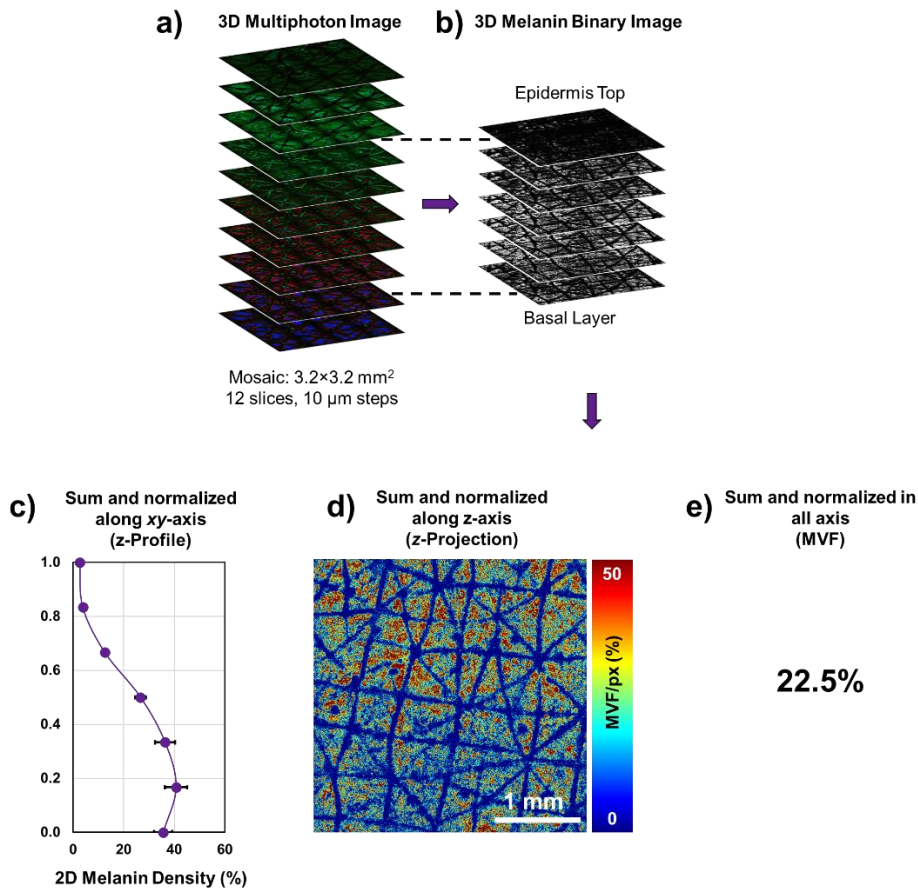 a) 3D Multiphoton Image
b) 3D Melanin Binary Image
Epidermis Top
Basal Layer
Mosaic: 3.2×3.2 mm²
12 slices, 10 µm steps
c) Sum and normalized
along xy-axis
(z-Profile)
1.0
0.8
0.6
0.4
0.2
0.0
0 20 40 60
2D Melanin Density (%)
d) Sum and normalized
along z-axis
(z-Projection)
1 mm
50
MVF/px (%)
0
e) Sum and normalized in
all axis
(MVF)
22.5%